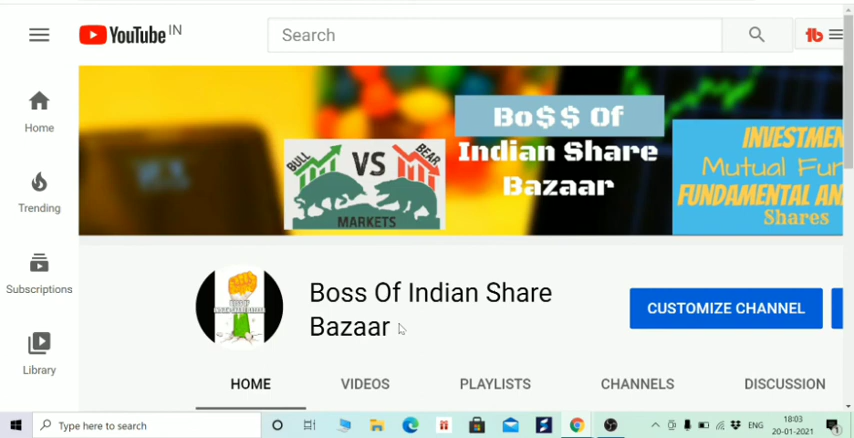 YouTube IN
Search
Home
Trending
Subscriptions
Library
Bo$$ Of
Indian Share
Bazaar
BULL VS BEAR
MARKETS
INVESTMEN
Mutual Fun
FUNDAMENTAL AN
Shares
Boss Of Indian Share
Bazaar
CUSTOMIZE CHANNEL
HOME VIDEOS PLAYLISTS CHANNELS DISCUSSION
Type here to search
ENG
18:03
20-01-2021
1